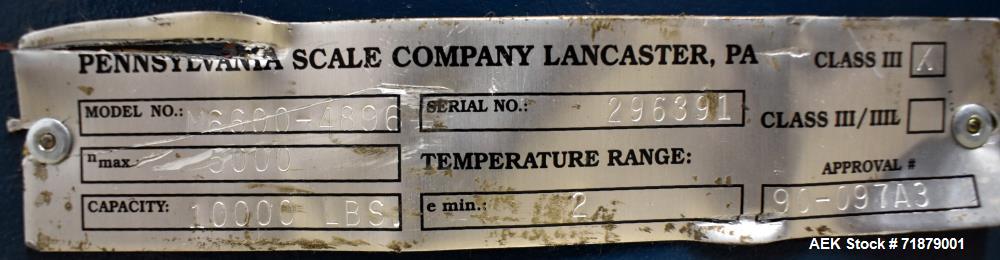 PENNSYLVANIA SCALE COMPANY LANCASTER, PA
CLASS III X
MODEL NO.: M6600-4896
SERIAL NO.: 296391
CLASS III/IIIL
nmax 5000
TEMPERATURE RANGE:
APPROVAL #
CAPACITY: 10000 LBS.
e min.: 2
90-097A3
AEK Stock # 71879001